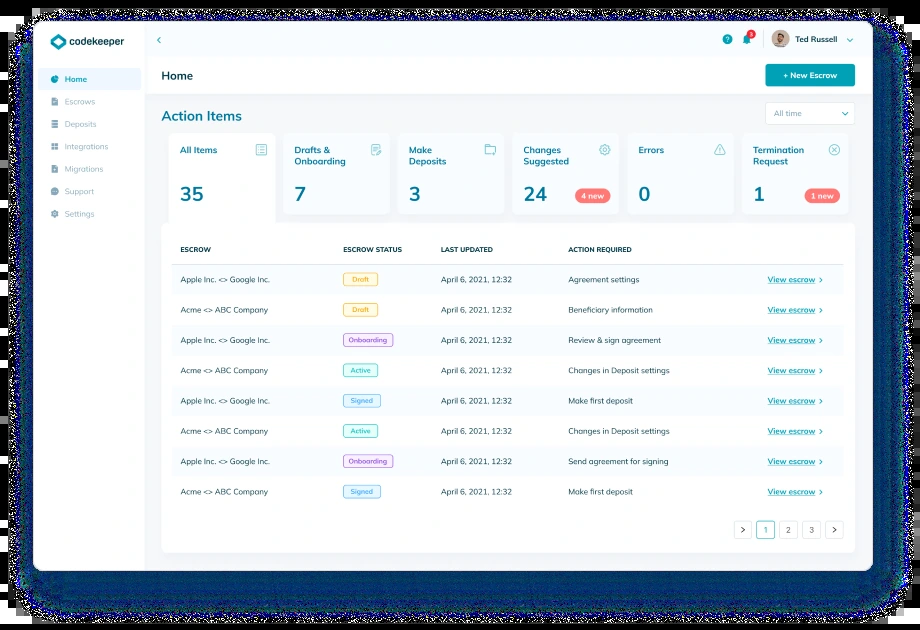 codekeeper
3
Ted Russell
Home
Escrows
Deposits
Integrations
Migrations
Support
Settings
Home
+ New Escrow
Action Items
All time
All Items
35
Drafts &
Onboarding
7
Make
Deposits
3
Changes
Suggested
24
4 new
Errors
0
Termination
Request
1
1 new
ESCROW ESCROW STATUS LAST UPDATED ACTION REQUIRED
Apple Inc. <> Google Inc. Draft April 6, 2021, 12:32 Agreement settings View escrow >
Acme <> ABC Company Draft April 6, 2021, 12:32 Beneficiary information View escrow >
Apple Inc. <> Google Inc. Onboarding April 6, 2021, 12:32 Review & sign agreement View escrow >
Acme <> ABC Company Active April 6, 2021, 12:32 Changes in Deposit settings View escrow >
Apple Inc. <> Google Inc. Signed April 6, 2021, 12:32 Make first deposit View escrow >
Acme <> ABC Company Active April 6, 2021, 12:32 Changes in Deposit settings View escrow >
Apple Inc. <> Google Inc. Onboarding April 6, 2021, 12:32 Send agreement for signing View escrow >
Acme <> ABC Company Signed April 6, 2021, 12:32 Make first deposit View escrow >
> 1 2 3 >